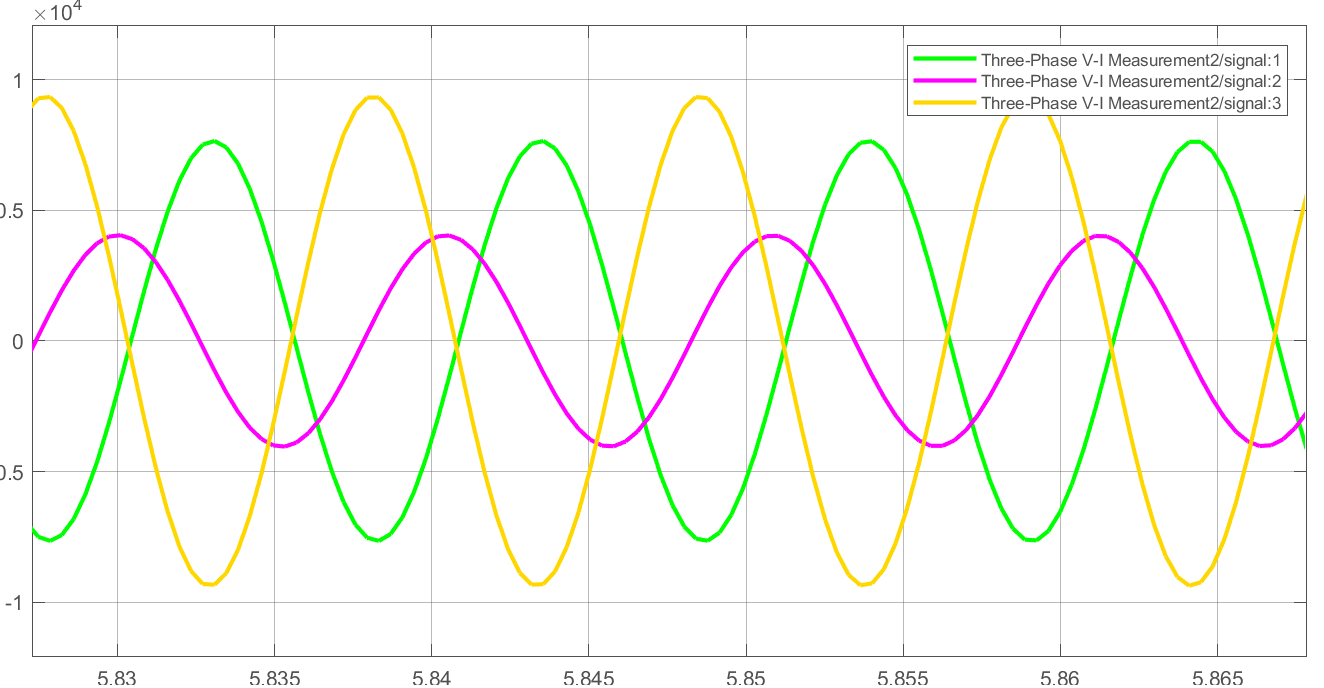 ×10⁴
Three-Phase V-I Measurement2/signal:1
Three-Phase V-I Measurement2/signal:2
Three-Phase V-I Measurement2/signal:3
1
0.5
0
0.5
-1
5.83 5.835 5.84 5.845 5.85 5.855 5.86 5.865